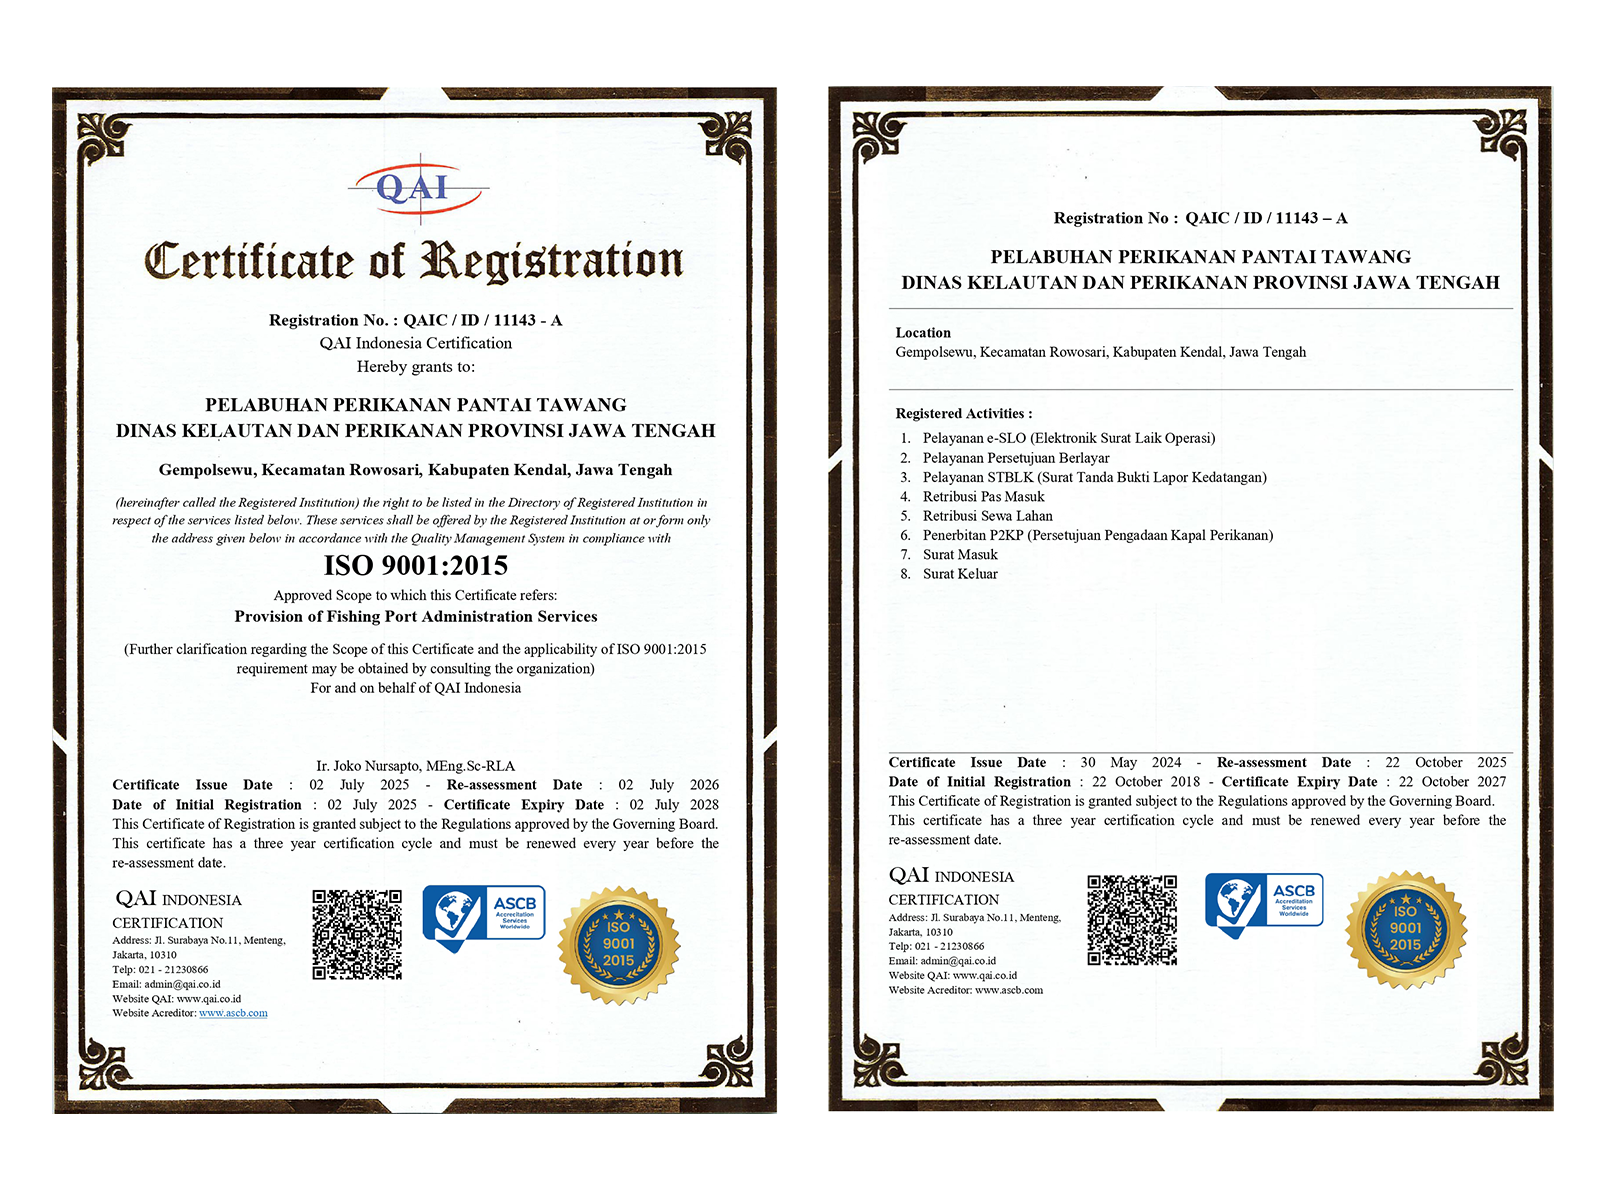 QAI
Certificate of Registration
Registration No. : QAIC / ID / 11143 - A
QAI Indonesia Certification
Hereby grants to:
PELABUHAN PERIKANAN PANTAI TAWANG
DINAS KELAUTAN DAN PERIKANAN PROVINSI JAWA TENGAH
Gempolsewu, Kecamatan Rowosari, Kabupaten Kendal, Jawa Tengah
(hereinafter called the Registered Institution) the right to be listed in the Directory of Registered Institution in
respect of the services listed below. These services shall be offered by the Registered Institution at or form only
the address given below in accordance with the Quality Management System in compliance with
ISO 9001:2015
Approved Scope to which this Certificate refers:
Provision of Fishing Port Administration Services
(Further clarification regarding the Scope of this Certificate and the applicability of ISO 9001:2015
requirement may be obtained by consulting the organization)
For and on behalf of QAI Indonesia
Ir. Joko Nursapto, MEng.Sc-RLA
Certificate Issue Date : 02 July 2025 - Re-assessment Date : 02 July 2026
Date of Initial Registration : 02 July 2025 - Certificate Expiry Date : 02 July 2028
This Certificate of Registration is granted subject to the Regulations approved by the Governing Board.
This certificate has a three year certification cycle and must be renewed every year before the
re-assessment date.
QAI INDONESIA
CERTIFICATION
Address: Jl. Surabaya No.11, Menteng,
Jakarta, 10310
Telp: 021 - 21230866
Email: admin@qai.co.id
Website QAI: www.qai.co.id
Website Acreditor: www.ascb.com
ASCB
Accreditation
Services
Worldwide
ISO
9001
2015
Registration No : QAIC / ID / 11143 – A
PELABUHAN PERIKANAN PANTAI TAWANG
DINAS KELAUTAN DAN PERIKANAN PROVINSI JAWA TENGAH
Location
Gempolsewu, Kecamatan Rowosari, Kabupaten Kendal, Jawa Tengah
Registered Activities :
1. Pelayanan e-SLO (Elektronik Surat Laik Operasi)
2. Pelayanan Persetujuan Berlayar
3. Pelayanan STBLK (Surat Tanda Bukti Lapor Kedatangan)
4. Retribusi Pas Masuk
5. Retribusi Sewa Lahan
6. Penerbitan P2KP (Persetujuan Pengadaan Kapal Perikanan)
7. Surat Masuk
8. Surat Keluar
Certificate Issue Date : 30 May 2024 - Re-assessment Date : 22 October 2025
Date of Initial Registration : 22 October 2018 - Certificate Expiry Date : 22 October 2027
This Certificate of Registration is granted subject to the Regulations approved by the Governing Board.
This certificate has a three year certification cycle and must be renewed every year before the
re-assessment date.
QAI INDONESIA
CERTIFICATION
Address: Jl. Surabaya No.11, Menteng,
Jakarta, 10310
Telp: 021 - 21230866
Email: admin@qai.co.id
Website QAI: www.qai.co.id
Website Acreditor: www.ascb.com
ASCB
Accreditation
Services
Worldwide
ISO
9001
2015